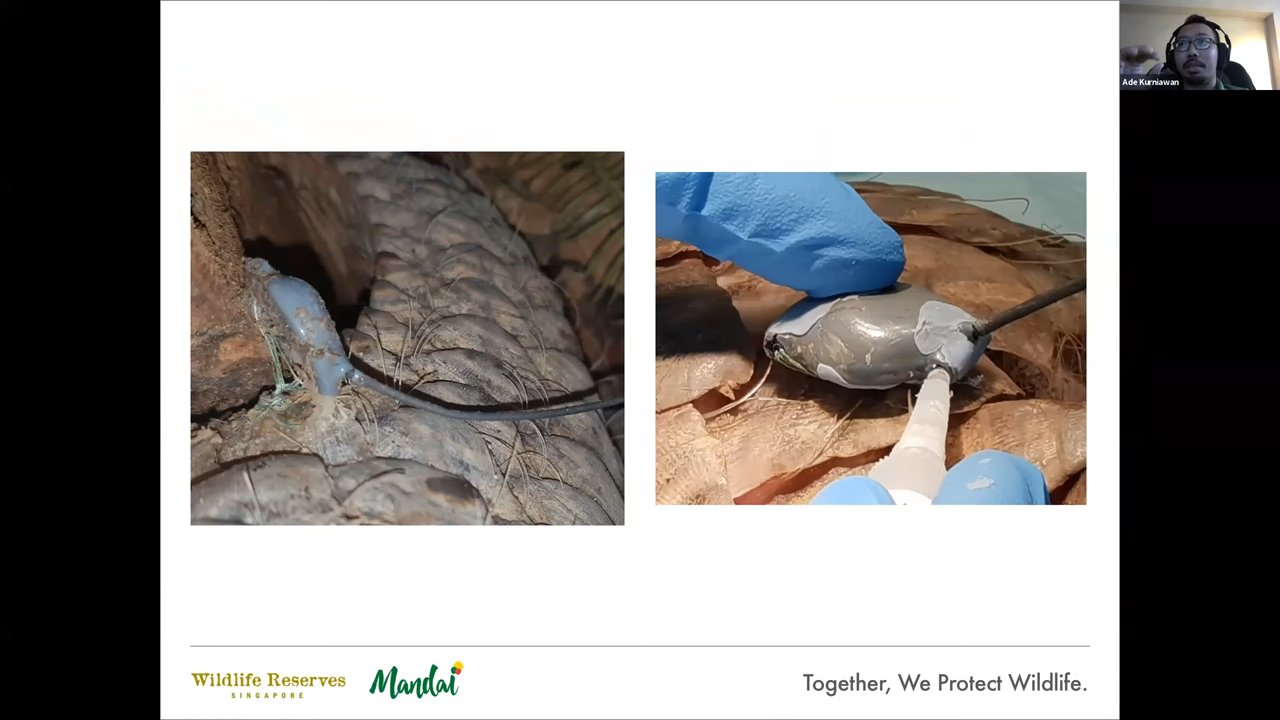 Ade Kurniawan
Wildlife Reserves
SINGAPORE
Mandai
Together, We Protect Wildlife.